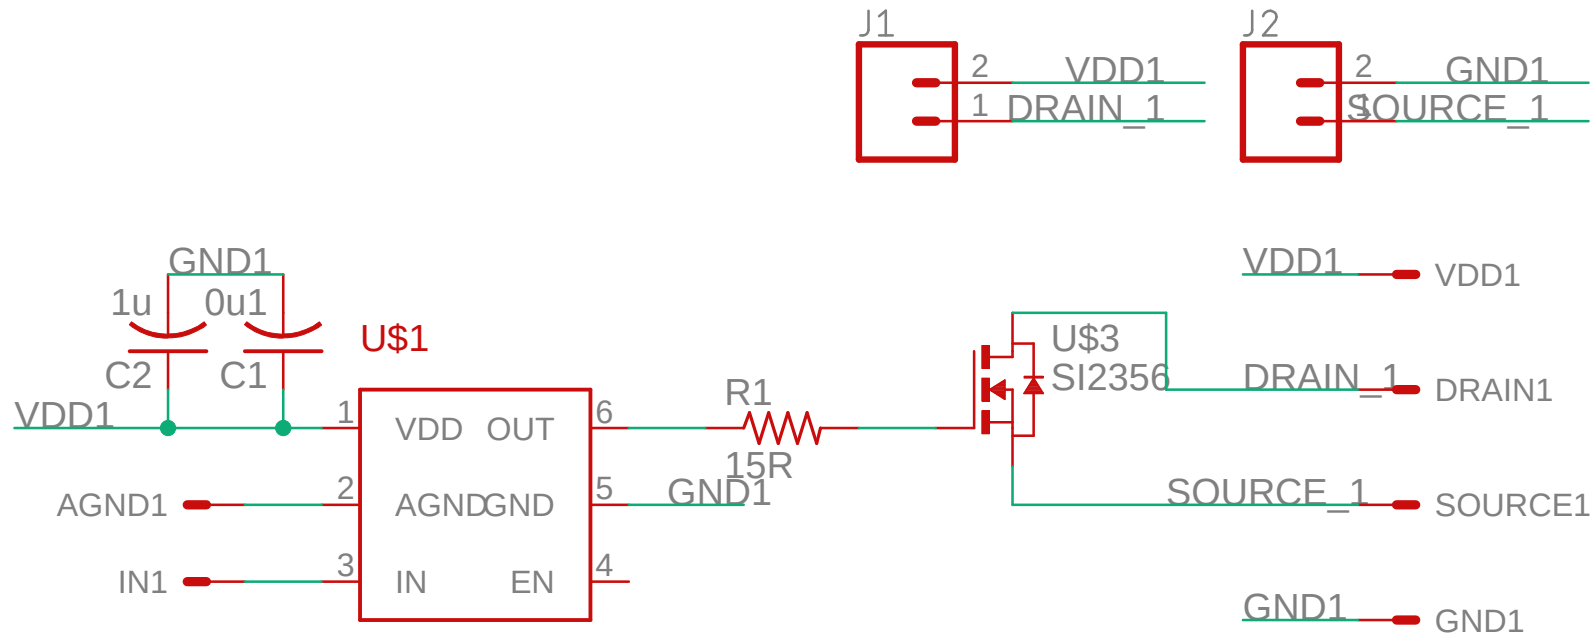 J1
J2
2
VDD1
2
GND1
1
DRAIN_1
1
SOURCE_1
GND1
VDD1
VDD1
1u
0u1
U$1
U$3
C2
C1
SI2356
DRAIN_1
DRAIN1
R1
VDD1
1
VDD
OUT
6
15R
AGND1
2
AGND
GND
5
GND1
SOURCE_1
SOURCE1
IN1
3
IN
EN
4
GND1
GND1